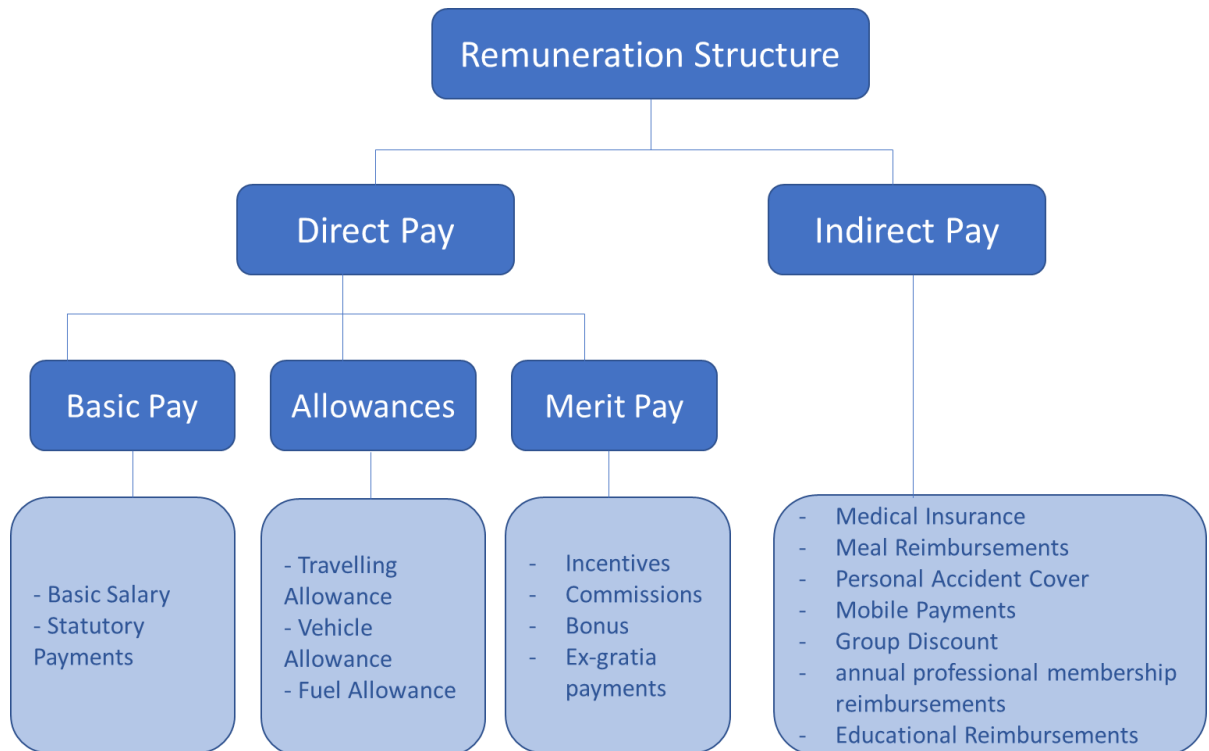 Remuneration Structure
Direct Pay
Indirect Pay
Basic Pay
Allowances
Merit Pay
- Basic Salary
- Statutory
Payments
- Travelling
Allowance
- Vehicle
Allowance
- Fuel Allowance
- Incentives
- Commissions
- Bonus
- Ex-gratia
payments
- Medical Insurance
- Meal Reimbursements
- Personal Accident Cover
- Mobile Payments
- Group Discount
- annual professional membership
reimbursements
- Educational Reimbursements